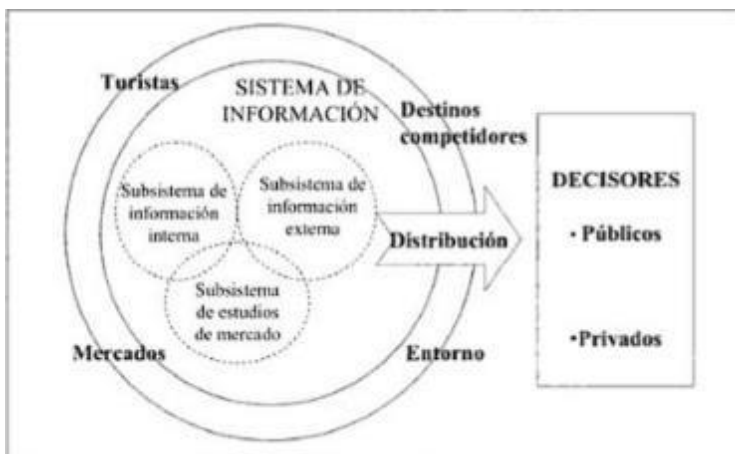 Turistas
SISTEMA DE
INFORMACIÓN
Destinos
competidores
Subsistema de
información
interna
Subsistema de
información
externa
Subsistema
de estudios
de mercado
Mercados
Entorno
Distribución
DECISORES
• Públicos
•Privados